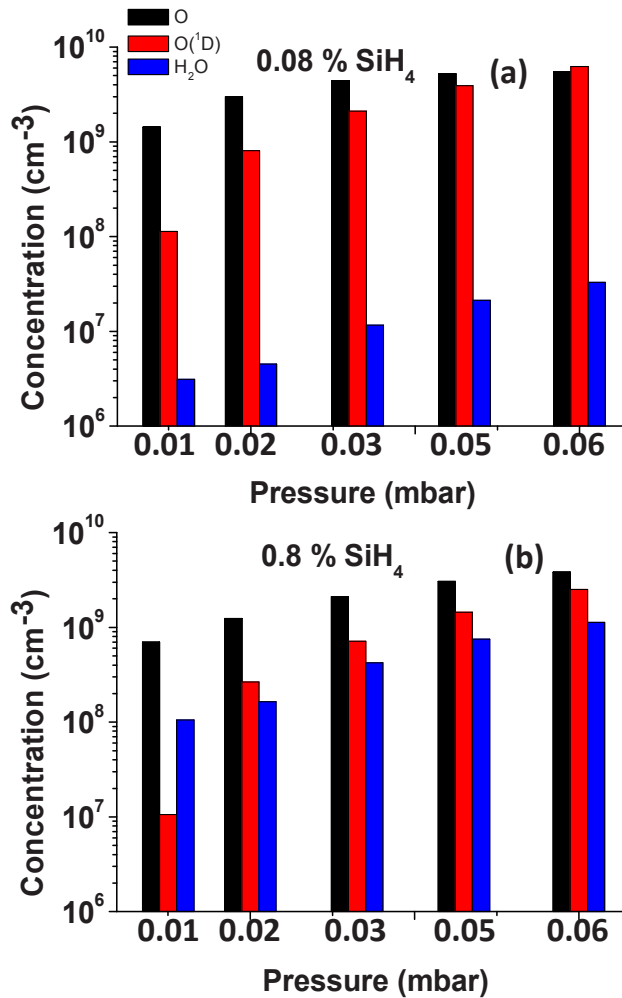 O
O(¹D)
H₂O
0.08 % SiH₄
(a)
Concentration (cm⁻³)
10¹⁰
10⁹
10⁸
10⁷
10⁶
0.01 0.02 0.03 0.05 0.06
Pressure (mbar)
0.8 % SiH₄
(b)
Concentration (cm⁻³)
10¹⁰
10⁹
10⁸
10⁷
10⁶
0.01 0.02 0.03 0.05 0.06
Pressure (mbar)